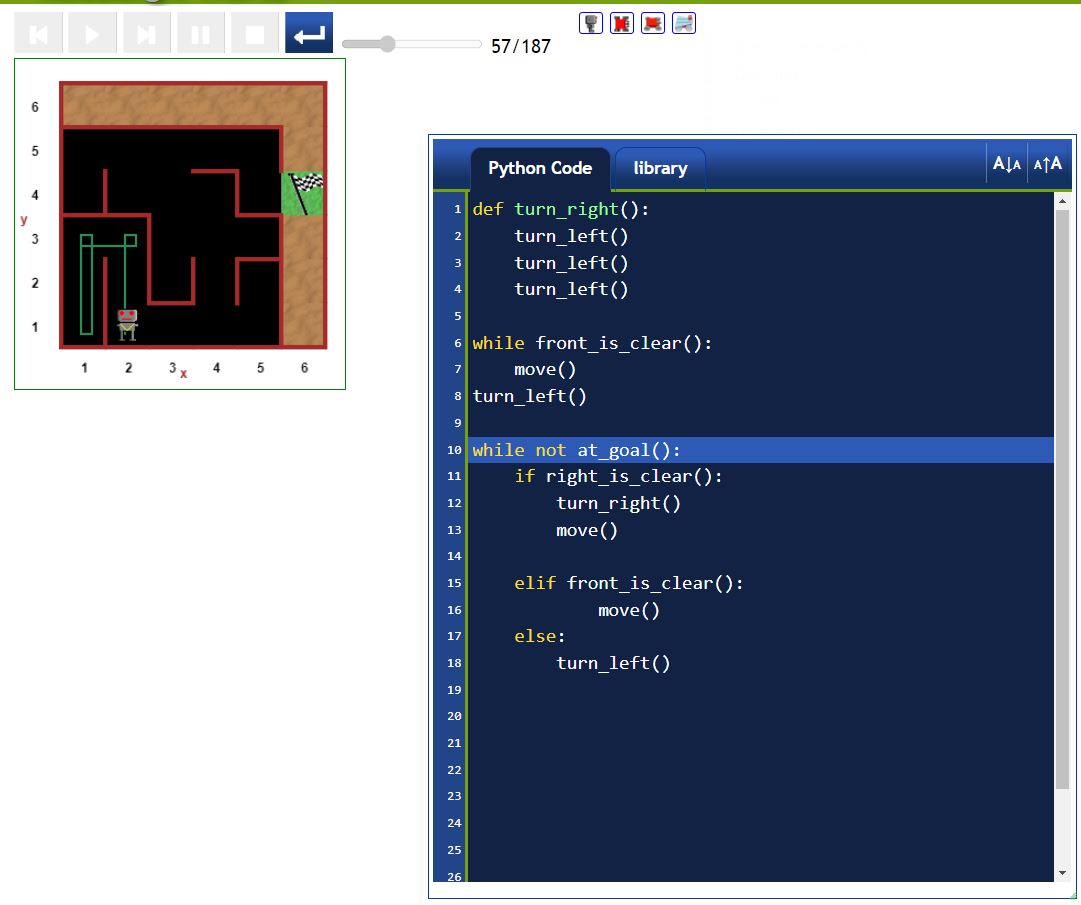 57/187
6
5
4
y
3
2
1
1 2 3 x 4 5 6
Python Code library A↓A A↑A
1 def turn_right():
2     turn_left()
3     turn_left()
4     turn_left()
5
6 while front_is_clear():
7     move()
8 turn_left()
9
10 while not at_goal():
11     if right_is_clear():
12         turn_right()
13         move()
14
15     elif front_is_clear():
16             move()
17     else:
18         turn_left()
19
20
21
22
23
24
25
26